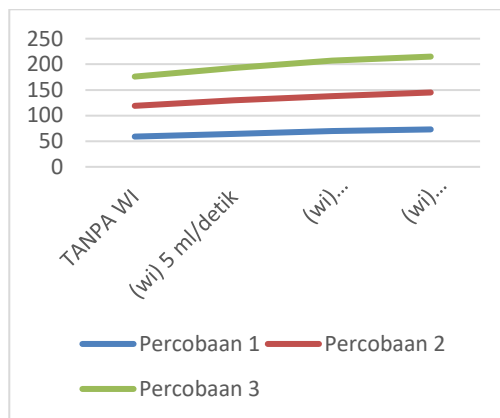 250
200
150
100
50
0
TANPA WI
(wi) 5 ml/detik
(wi)...
(wi)...
Percobaan 1
Percobaan 2
Percobaan 3